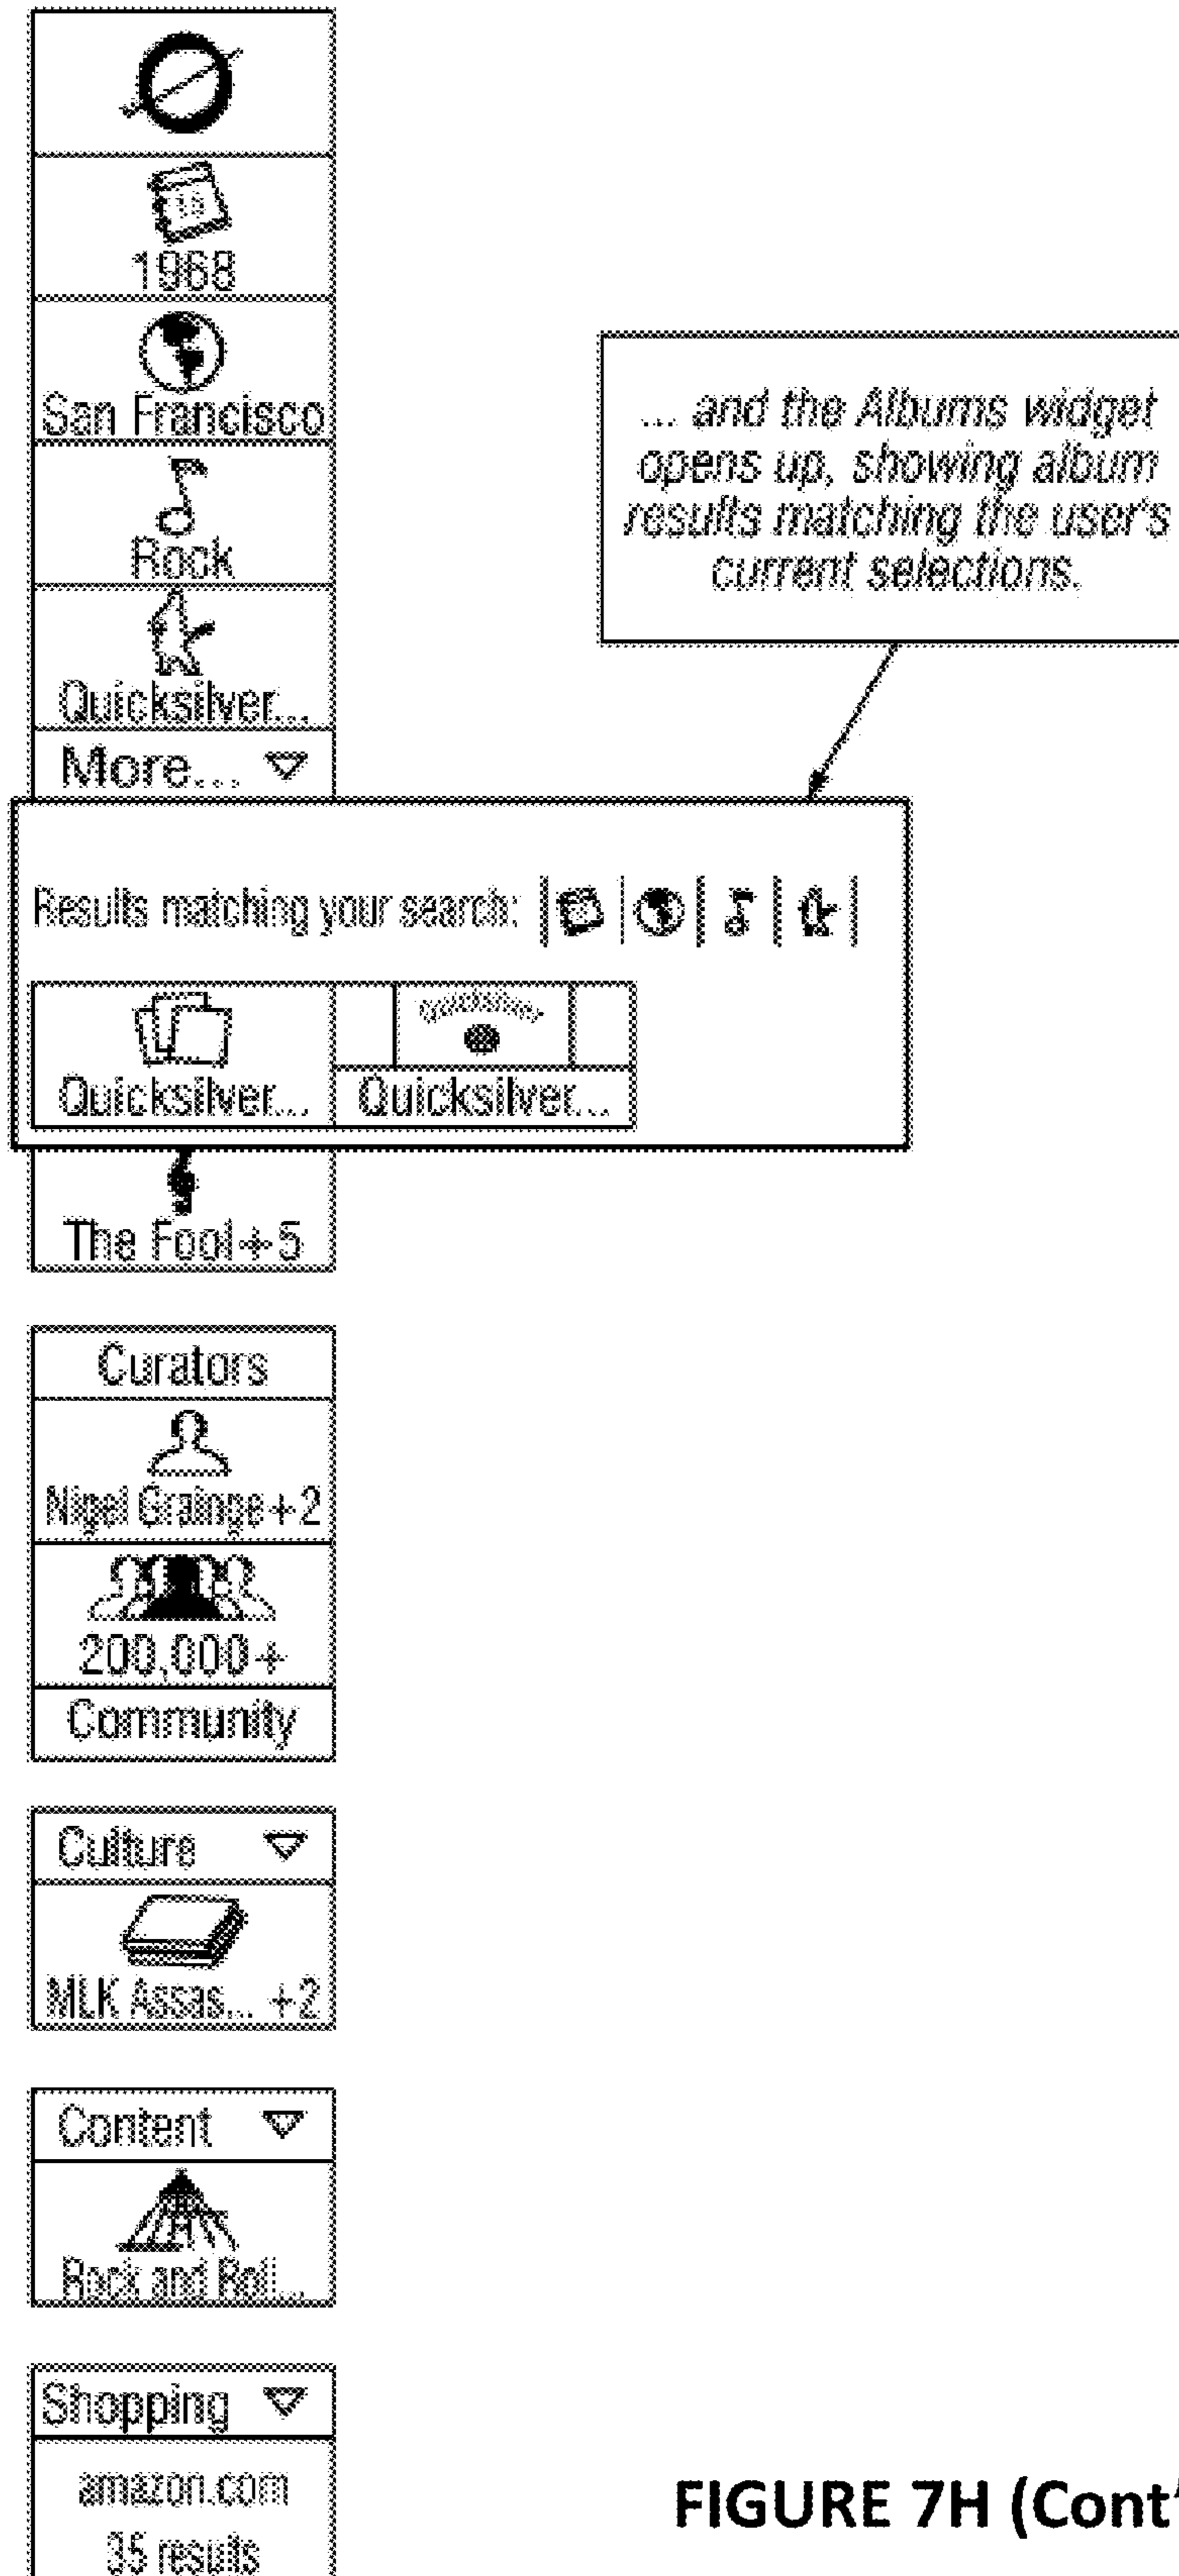 1968
San Francisco
Rock
Quicksilver...
More...
... and the Albums widget
opens up, showing album
results matching the user's
current selections.
Results matching your search:
Quicksilver...
Quicksilver...
The Fool+5
Curators
Nigel Grainge+2
200,000+
Community
Culture
MLK Assas... +2
Content
Rock and Roll...
Shopping
amazon.com
35 results
FIGURE 7H (Cont'